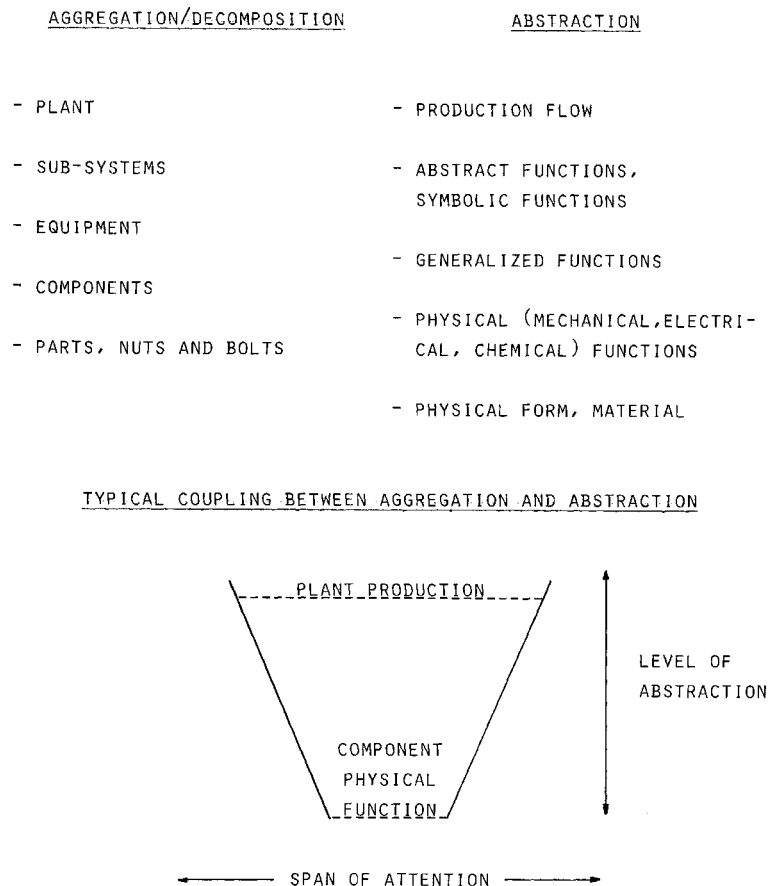 AGGREGATION/DECOMPOSITION
ABSTRACTION
- PLANT
- SUB-SYSTEMS
- EQUIPMENT
- COMPONENTS
- PARTS, NUTS AND BOLTS
- PRODUCTION FLOW
- ABSTRACT FUNCTIONS,
SYMBOLIC FUNCTIONS
- GENERALIZED FUNCTIONS
- PHYSICAL (MECHANICAL,ELECTRI-
CAL, CHEMICAL) FUNCTIONS
- PHYSICAL FORM, MATERIAL
TYPICAL COUPLING BETWEEN AGGREGATION AND ABSTRACTION
PLANT PRODUCTION
LEVEL OF
ABSTRACTION
COMPONENT
PHYSICAL
FUNCTION
SPAN OF ATTENTION